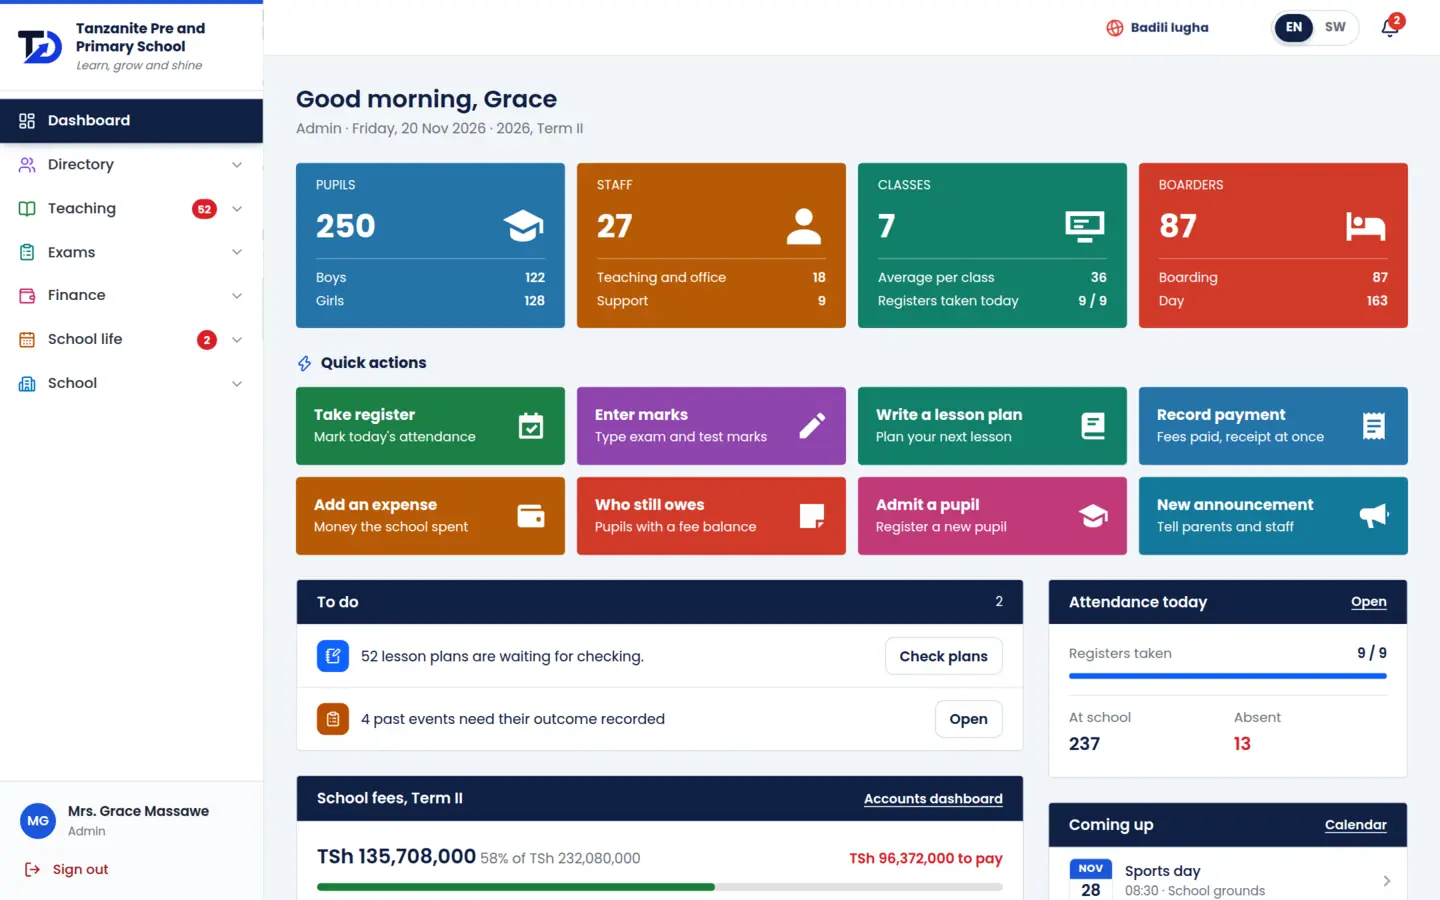 Tanzanite Pre and
Primary School
Learn, grow and shine
Badili lugha
EN SW
2
Dashboard
Directory
Teaching 52
Exams
Finance
School life 2
School
Mrs. Grace Massawe
MG
Admin
Sign out
Good morning, Grace
Admin · Friday, 20 Nov 2026 · 2026, Term II
PUPILS
250
Boys 122
Girls 128
STAFF
27
Teaching and office 18
Support 9
CLASSES
7
Average per class 36
Registers taken today 9 / 9
BOARDERS
87
Boarding 87
Day 163
Quick actions
Take register
Mark today's attendance
Enter marks
Type exam and test marks
Write a lesson plan
Plan your next lesson
Record payment
Fees paid, receipt at once
Add an expense
Money the school spent
Who still owes
Pupils with a fee balance
Admit a pupil
Register a new pupil
New announcement
Tell parents and staff
To do 2
52 lesson plans are waiting for checking. Check plans
4 past events need their outcome recorded Open
School fees, Term II Accounts dashboard
TSh 135,708,000 58% of TSh 232,080,000 TSh 96,372,000 to pay
Attendance today Open
Registers taken 9 / 9
At school Absent
237 13
Coming up Calendar
NOV
28
Sports day
08:30 · School grounds